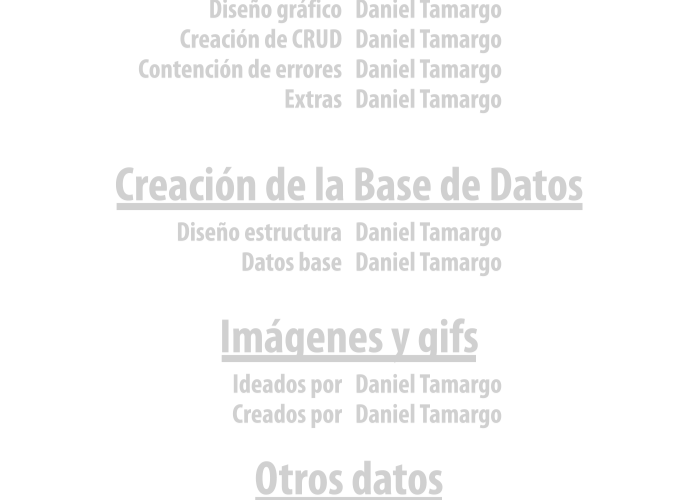 Diseño gráfico Daniel Tamargo
Creación de CRUD Daniel Tamargo
Contención de errores Daniel Tamargo
Extras Daniel Tamargo
Creación de la Base de Datos
Diseño estructura Daniel Tamargo
Datos base Daniel Tamargo
Imágenes y gifs
Ideados por Daniel Tamargo
Creados por Daniel Tamargo
Otros datos